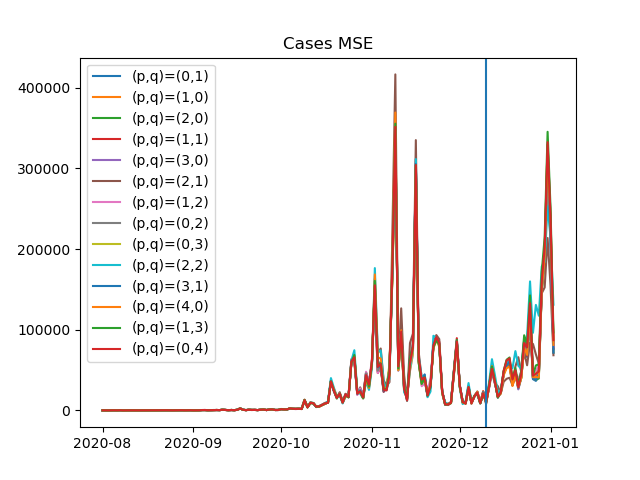 Cases MSE
400000
300000
200000
100000
0
(p,q)=(0,1)
(p,q)=(1,0)
(p,q)=(2,0)
(p,q)=(1,1)
(p,q)=(3,0)
(p,q)=(2,1)
(p,q)=(1,2)
(p,q)=(0,2)
(p,q)=(0,3)
(p,q)=(2,2)
(p,q)=(3,1)
(p,q)=(4,0)
(p,q)=(1,3)
(p,q)=(0,4)
2020-08 2020-09 2020-10 2020-11 2020-12 2021-01